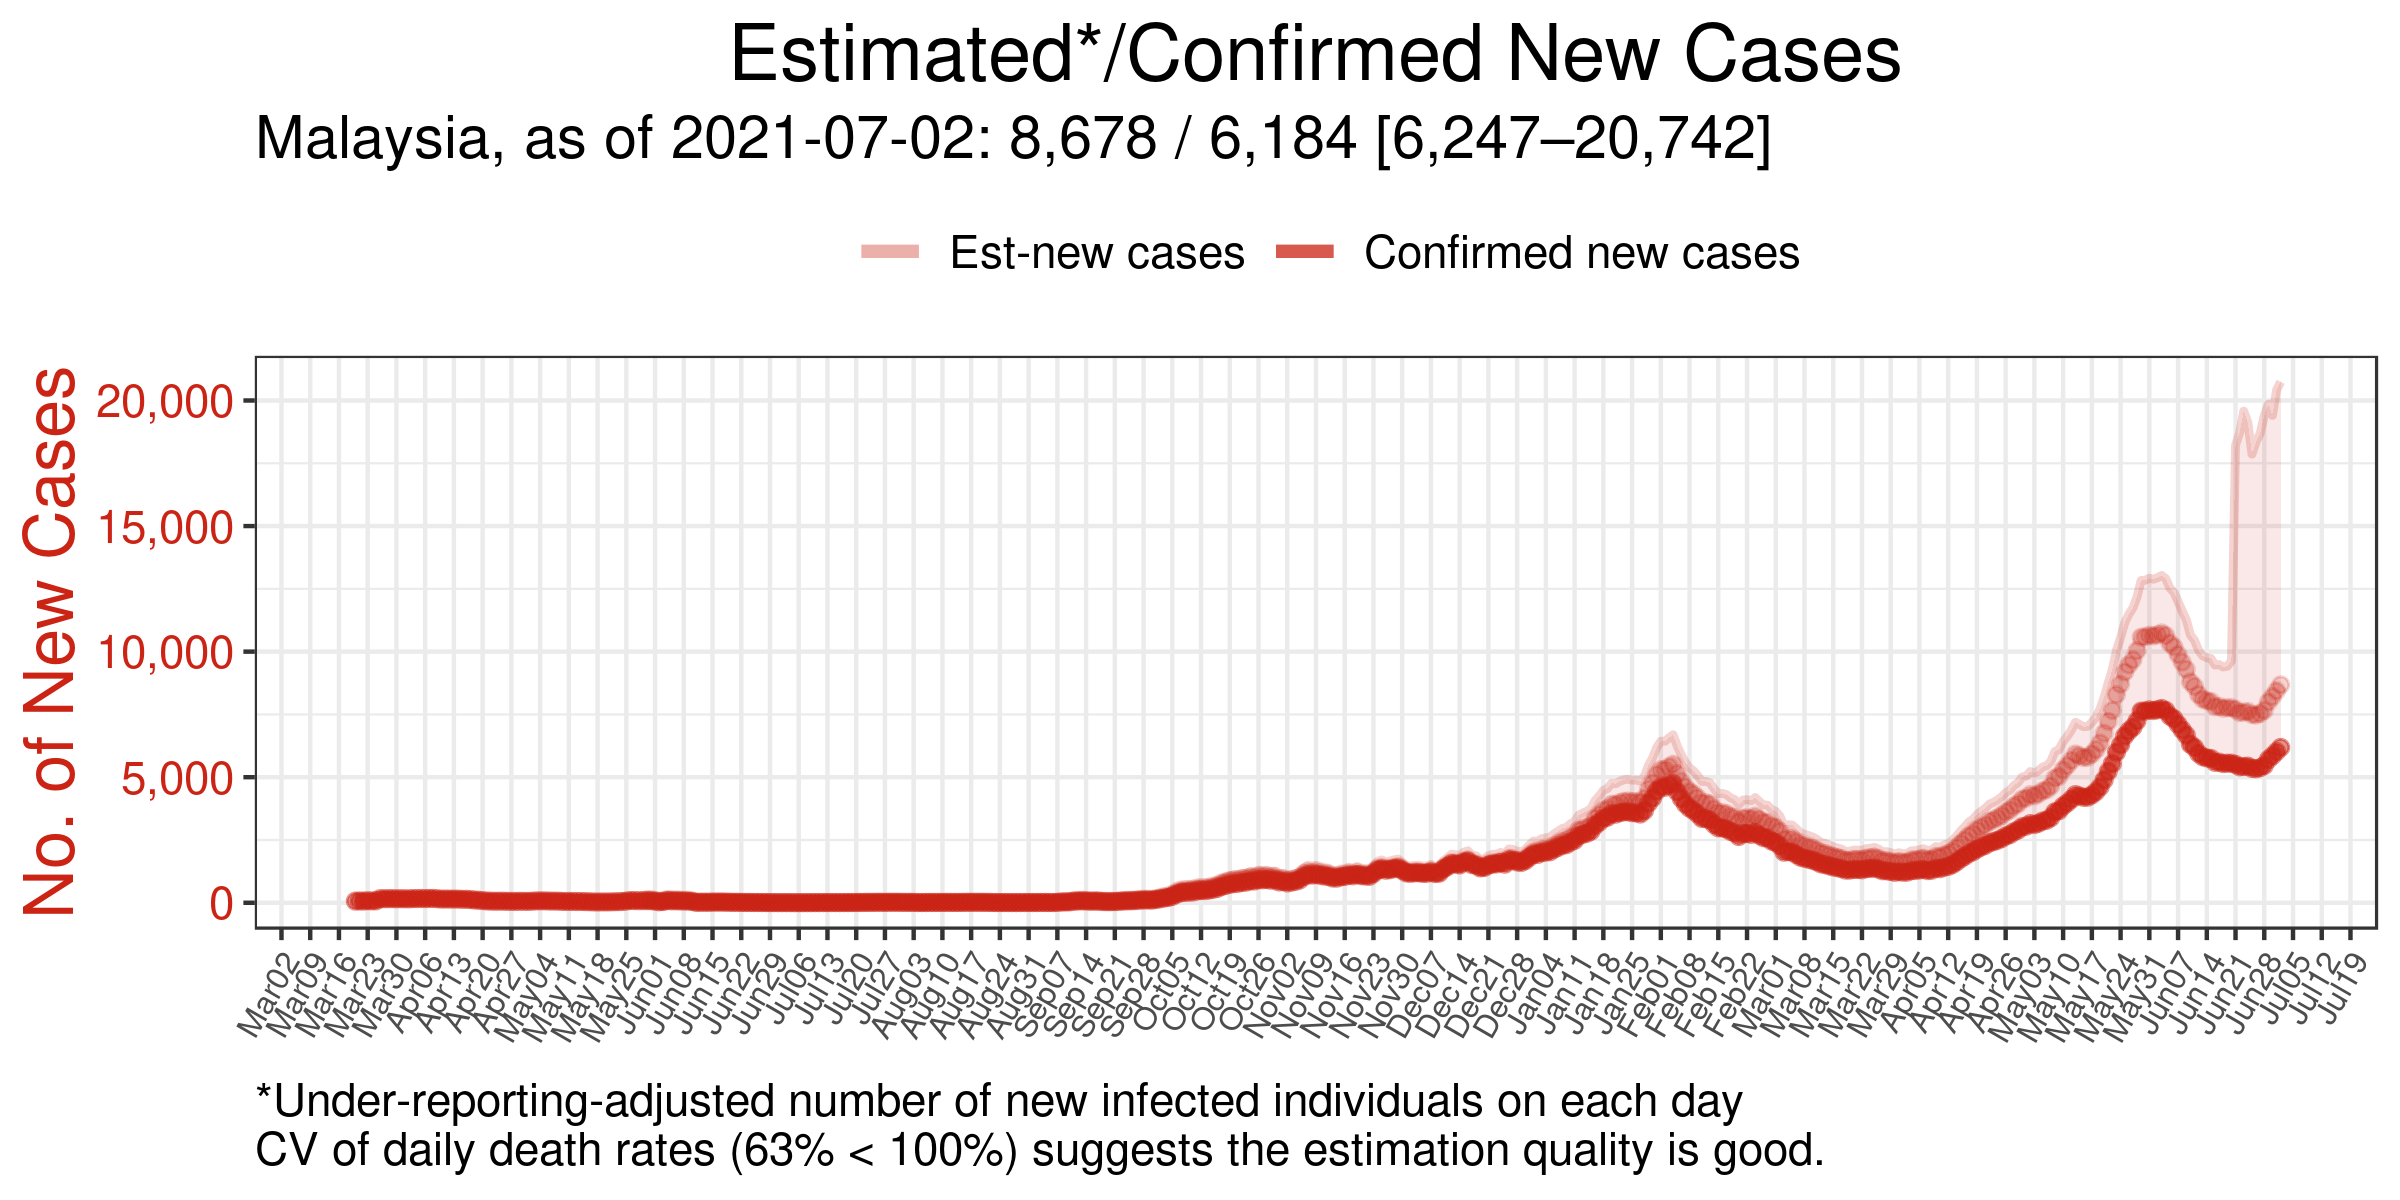 Estimated*/Confirmed New Cases
Malaysia, as of 2021-07-02: 8,678 / 6,184 [6,247–20,742]
Est-new cases Confirmed new cases
No. of New Cases
20,000
15,000
10,000
5,000
0
Mar02 Mar09 Mar16 Mar23 Mar30 Apr06 Apr13 Apr20 Apr27 May04 May11 May18 May25 Jun01 Jun08 Jun15 Jun22 Jun29 Jul06 Jul13 Jul20 Jul27 Aug03 Aug10 Aug17 Aug24 Aug31 Sep07 Sep14 Sep21 Sep28 Oct05 Oct12 Oct19 Oct26 Nov02 Nov09 Nov16 Nov23 Nov30 Dec07 Dec14 Dec21 Dec28 Jan04 Jan11 Jan18 Jan25 Feb01 Feb08 Feb15 Feb22 Mar01 Mar08 Mar15 Mar22 Mar29 Apr05 Apr12 Apr19 Apr26 May03 May10 May17 May24 May31 Jun07 Jun14 Jun21 Jun28 Jul05 Jul12 Jul19
*Under-reporting-adjusted number of new infected individuals on each day
CV of daily death rates (63% < 100%) suggests the estimation quality is good.